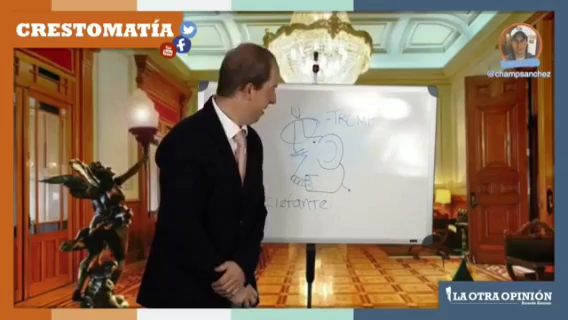 CRESTOMATÍA
@champsanchez
-TRUMP
Elefante
LA OTRA OPINIÓN